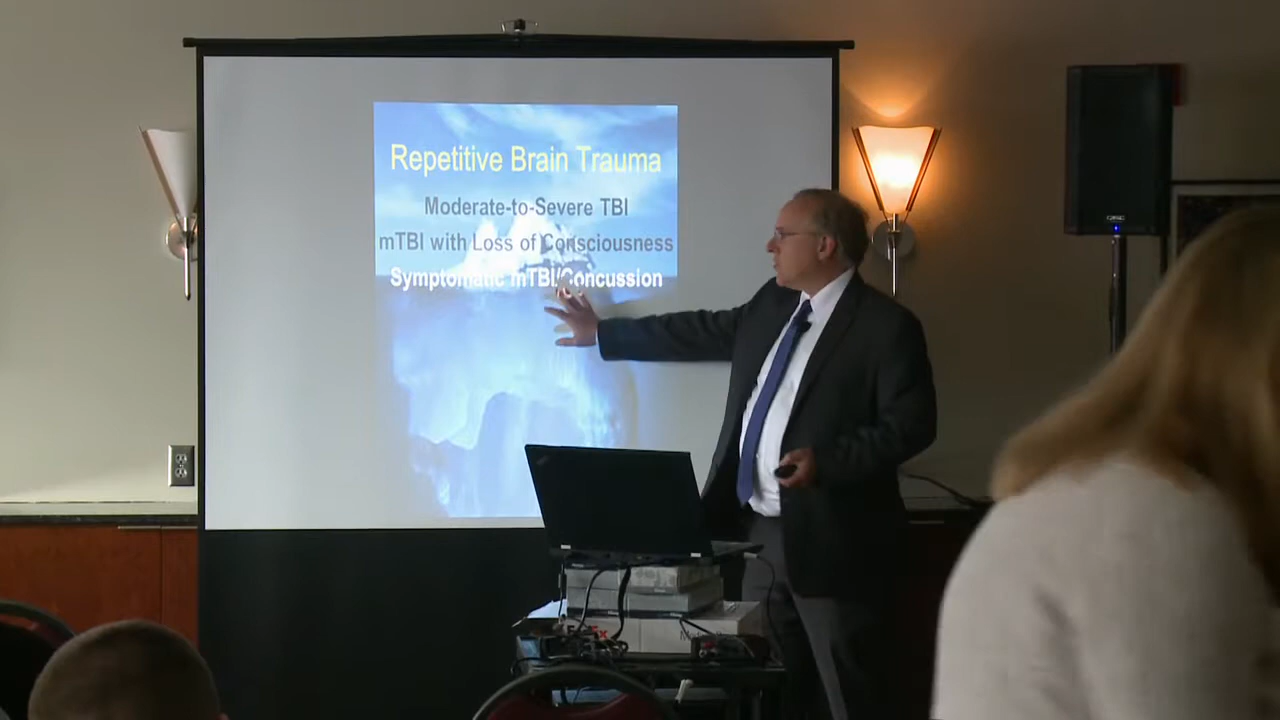 Repetitive Brain Trauma
Moderate-to-Severe TBI
mTBI with Loss of Consciousness
Symptomatic mTBI/Concussion